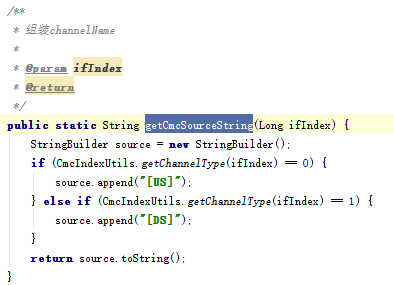 /**
 * 组装channelName
 *
 * @param ifIndex
 * @return
 */
public static String getCmcSourceString(Long ifIndex) {
    StringBuilder source = new StringBuilder();
    if (CmcIndexUtils.getChannelType(ifIndex) == 0) {
        source.append("[US]");
    } else if (CmcIndexUtils.getChannelType(ifIndex) == 1) {
        source.append("[DS]");
    }
    return source.toString();
}